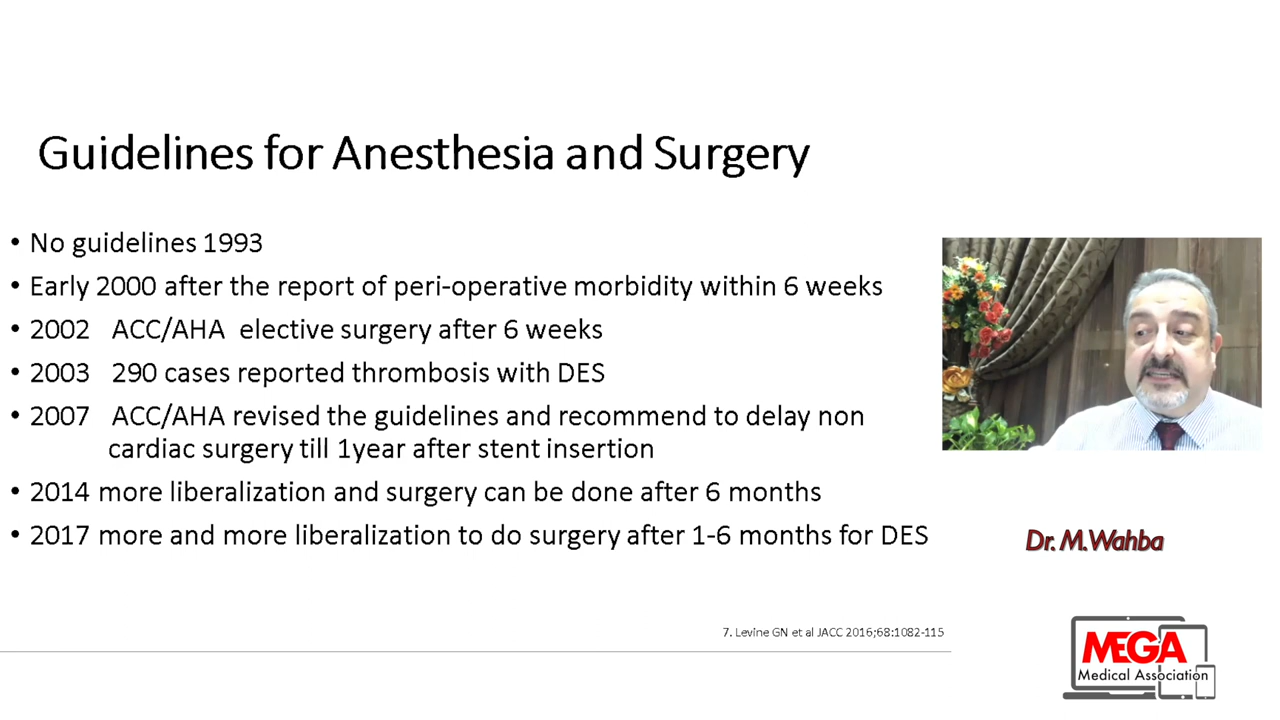 Guidelines for Anesthesia and Surgery
• No guidelines 1993
• Early 2000 after the report of peri-operative morbidity within 6 weeks
• 2002 ACC/AHA elective surgery after 6 weeks
• 2003 290 cases reported thrombosis with DES
• 2007 ACC/AHA revised the guidelines and recommend to delay non
cardiac surgery till 1year after stent insertion
• 2014 more liberalization and surgery can be done after 6 months
• 2017 more and more liberalization to do surgery after 1-6 months for DES
Dr. M.Wahba
7. Levine GN et al JACC 2016;68:1082-115
MEGA
Medical Association